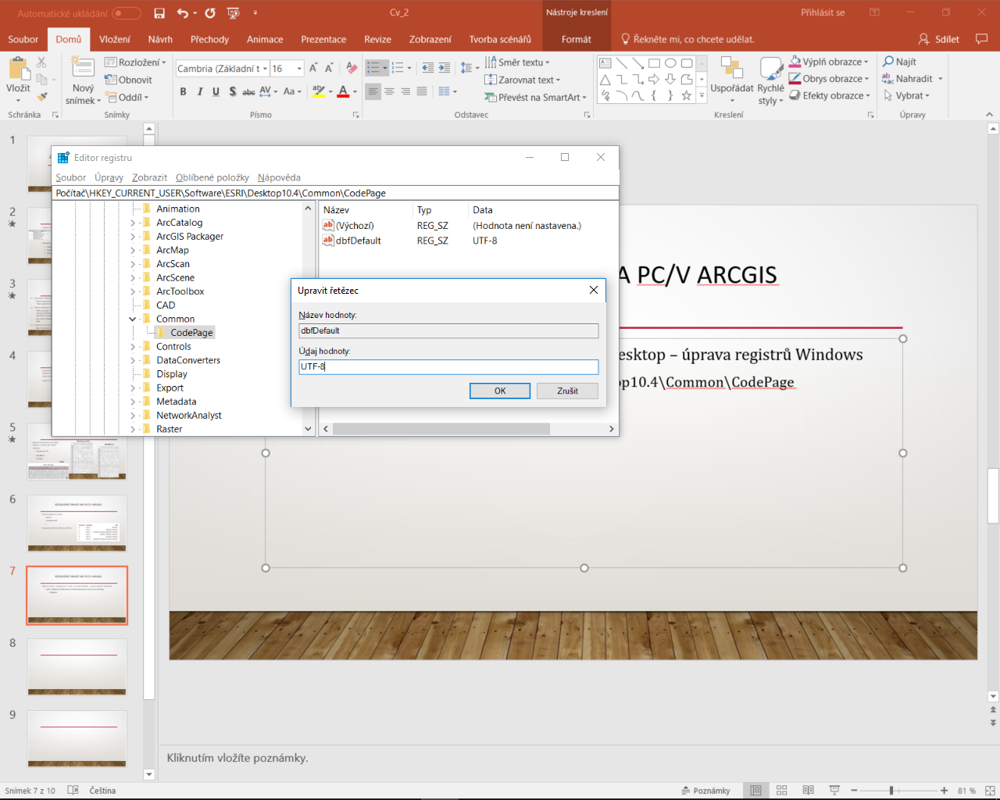 Automatické ukládání
Cv_2
Nástroje kreslení
Přihlásit se
Soubor
Domů
Vložení
Návrh
Přechody
Animace
Prezentace
Revize
Zobrazení
Tvorba scénářů
Formát
Řekněte mi, co chcete udělat.
Sdílet
Vložit
Nový snímek
Rozložení
Obnovit
Oddíl
Cambria (Základní t
16
B I U S abc AV Aa
A
Směr textu
Zarovnat text
Převést na SmartArt
Uspořádat
Rychlé styly
Výplň obrazce
Obrys obrazce
Efekty obrazce
Najít
Nahradit
Vybrat
Schránka
Snímky
Písmo
Odstavec
Kreslení
Úpravy
1
2
3
4
5
6
7
8
9
Editor registru
Soubor Úpravy Zobrazit Oblíbené položky Nápověda
Počítač\HKEY_CURRENT_USER\Software\ESRI\Desktop10.4\Common\CodePage
Animation
ArcCatalog
ArcGIS Packager
ArcMap
ArcScan
ArcScene
ArcToolbox
CAD
Common
CodePage
Controls
DataConverters
Display
Export
Metadata
NetworkAnalyst
Raster
Název Typ Data
(Výchozí) REG_SZ (Hodnota není nastavena.)
dbfDefault REG_SZ UTF-8
Upravit řetězec
Název hodnoty:
dbfDefault
Údaj hodnoty:
UTF-8
OK
Zrušit
A PC/V ARCGIS
esktop – úprava registrů Windows
p10.4\Common\CodePage
Kliknutím vložíte poznámky.
Snímek 7 z 10
Čeština
Poznámky
81 %